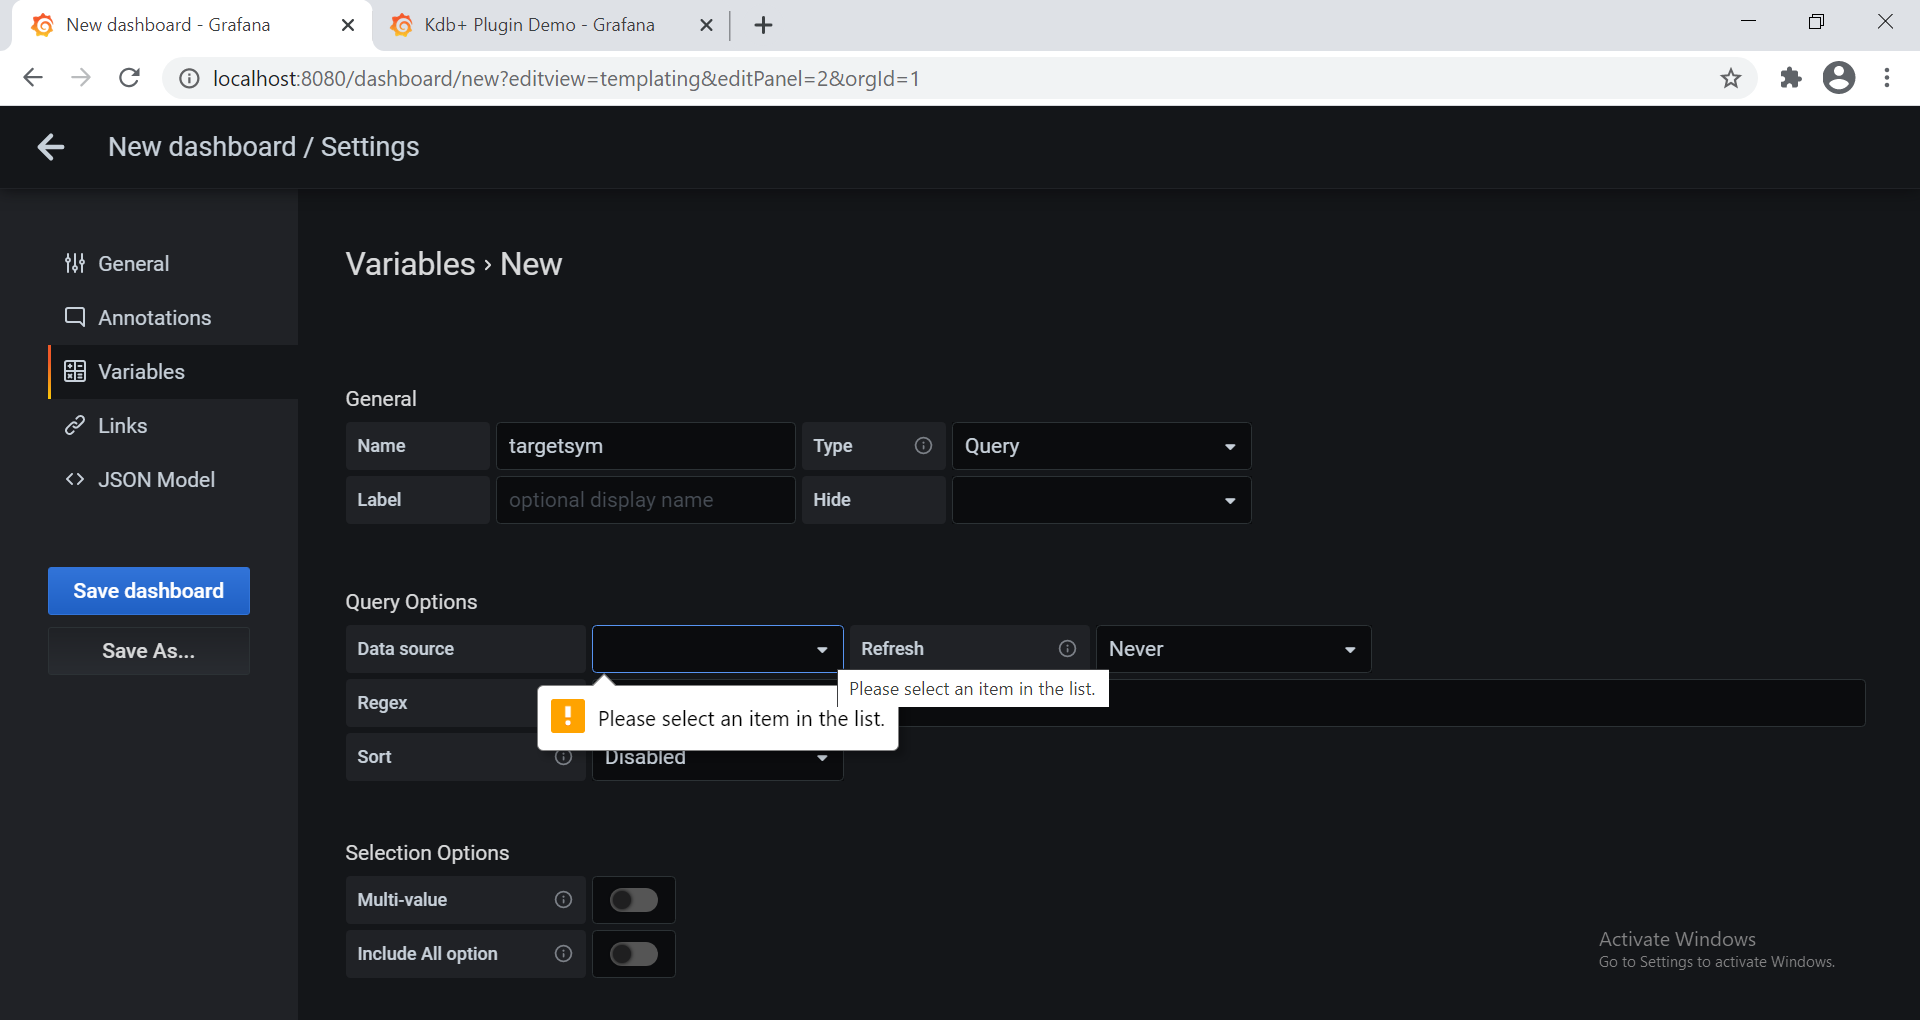 New dashboard - Grafana
Kdb+ Plugin Demo - Grafana
localhost:8080/dashboard/new?editview=templating&editPanel=2&orgId=1
New dashboard / Settings
General
Annotations
Variables
Links
JSON Model
Save dashboard
Save As...
Variables › New
General
Name targetsym Type Query
Label optional display name Hide
Query Options
Data source Refresh Never
Please select an item in the list.
Regex
Please select an item in the list.
Sort Disabled
Selection Options
Multi-value
Include All option
Activate Windows
Go to Settings to activate Windows.